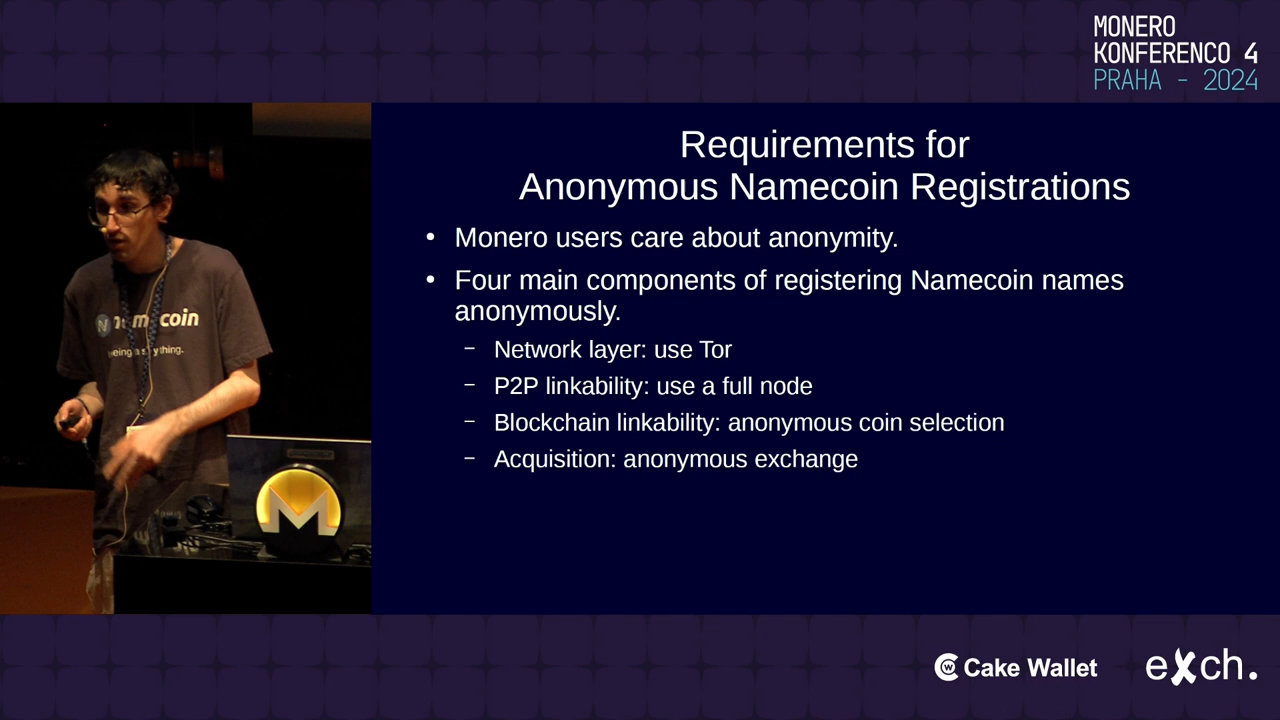 MONERO
KONFERENCO 4
PRAHA - 2024
Requirements for
Anonymous Namecoin Registrations
• Monero users care about anonymity.
• Four main components of registering Namecoin names
anonymously.
– Network layer: use Tor
– P2P linkability: use a full node
– Blockchain linkability: anonymous coin selection
– Acquisition: anonymous exchange
namecoin
Cake Wallet
eXch.